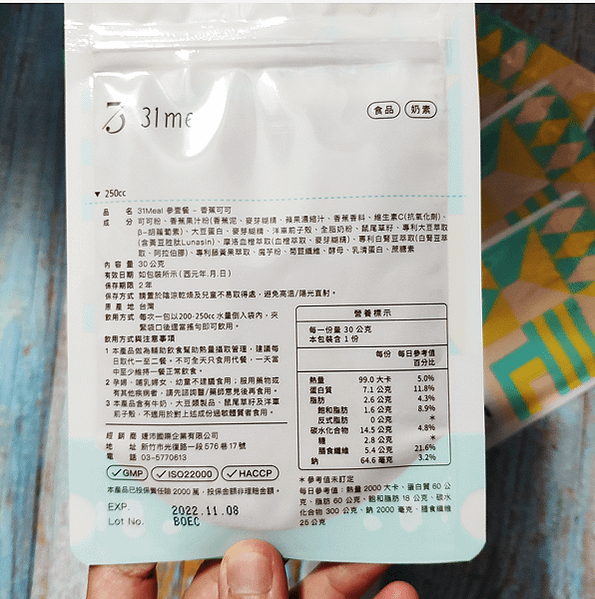 31me
食品 奶素
▼ 250cc
品 名 31Meal 參壹餐 - 香蕉可可
成 分 可可粉、香蕉果汁粉(香蕉泥、麥芽糊精、蘋果濃縮汁、香蕉香料、維生素C(抗氧化劑)、
β-胡蘿蔔素)、大豆蛋白、麥芽糊精、洋車前子殼、全脂奶粉、鼠尾草籽、專利大豆萃取
(含黃豆胜肽Lunasin)、摩洛血橙萃取(血橙萃取、麥芽糊精)、專利白腎豆萃取(白腎豆萃
取、阿拉伯膠)、專利藤黃果萃取、魔芋粉、菊苣纖維、酵母、乳清蛋白、蔗糖素
內 容 量 30公克
有效日期 如包裝所示(西元年.月.日)
保存期限 2年
保存方式 請置於陰涼乾燥及兒童不易取得處，避免高溫/陽光直射。
原 產 地 台灣
飲用方式 每次一包以200-250cc水量倒入袋內，夾
緊袋口後適當搖勻即可飲用。
飲用方式與注意事項
1 本產品做為輔助飲食幫助熱量攝取管理，建議每
日取代一至二餐。不可全天只食用代餐，一天當
中至少維持一餐正常飲食。
2 孕婦、哺乳婦女、幼童不建議食用；服用藥物或
有其他疾病者，請先諮詢醫/藥師意見後再食用。
3 本產品含有牛奶、大豆類製品、鼠尾草籽及洋車
前子殼，不適用於對上述成份過敏體質者食用。
經 銷 商 鏈沛國際企業有限公司
地 址 新竹市光復路一段576巷17號
電 話 03-5770613
GMP ISO22000 HACCP
本產品已投保責任險2000萬，投保金額非理賠金額。
EXP. 2022.11.08
Lot No. B0EC
營養標示
每一份量 30 公克
本包裝含 1 份
每份 每日參考值
百分比
熱量 99.0 大卡 5.0%
蛋白質 7.1 公克 11.8%
脂肪 2.6 公克 4.3%
飽和脂肪 1.6 公克 8.9%
反式脂肪 0 公克 *
碳水化合物 14.5 公克 4.8%
糖 2.8 公克 *
膳食纖維 5.4 公克 21.6%
鈉 64.6 毫克 3.2%
＊參考值未訂定
每日參考值：熱量 2000 大卡、蛋白質 60 公
克、脂肪 60 公克、飽和脂肪 18 公克、碳水
化合物 300 公克、鈉 2000 毫克、膳食纖維
25 公克